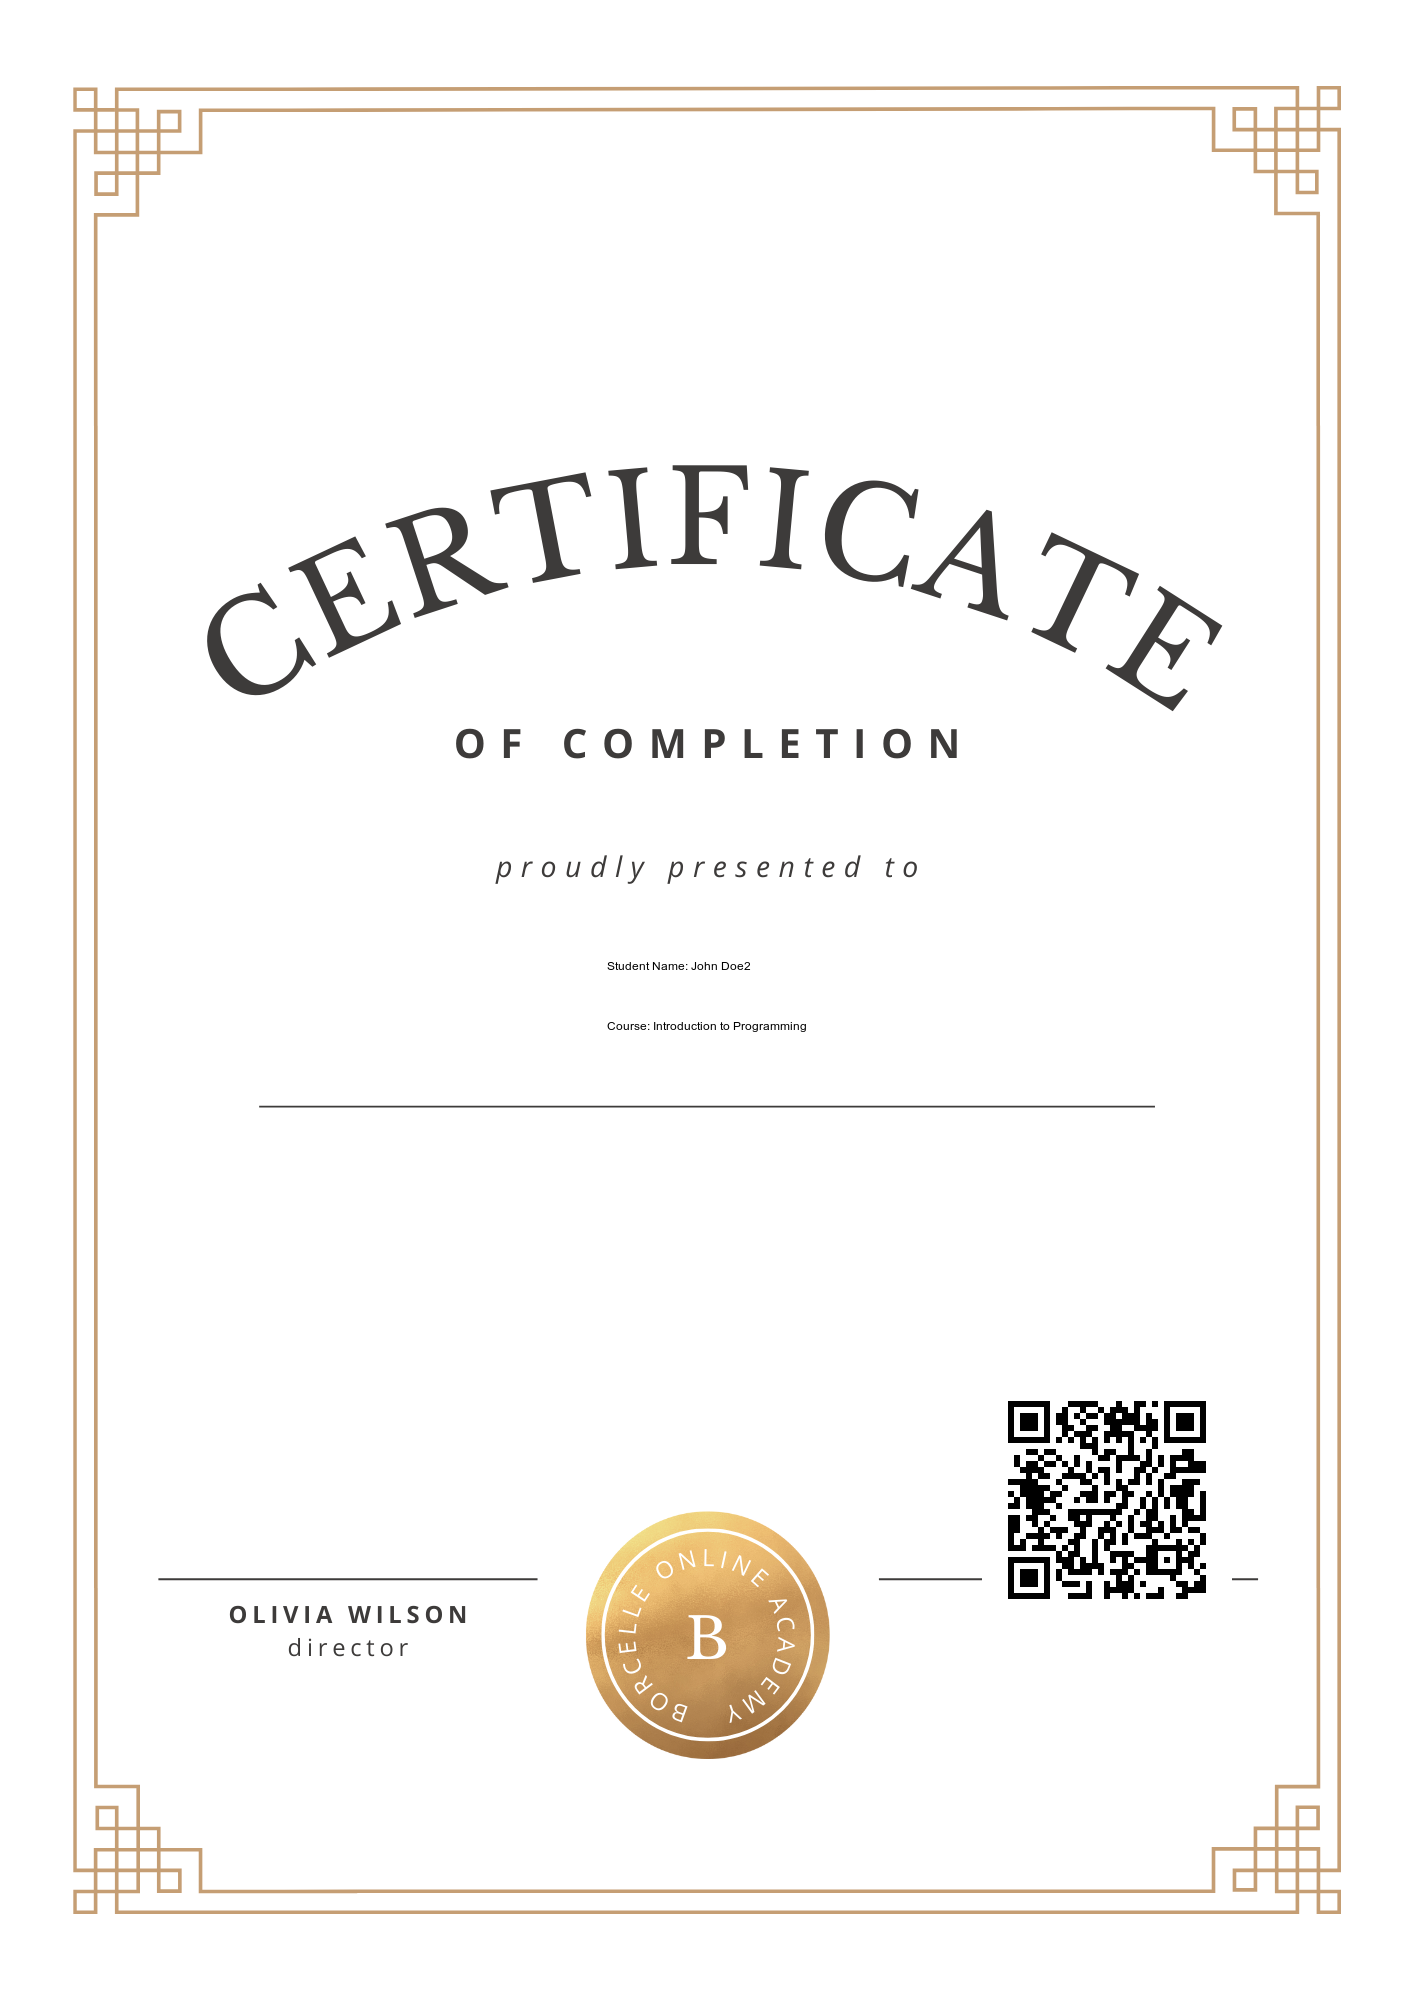 CERTIFICATE
OF COMPLETION
proudly presented to
Student Name: John Doe2
Course: Introduction to Programming
OLIVIA WILSON
director
BORCELLE ONLINE ACADEMY
B